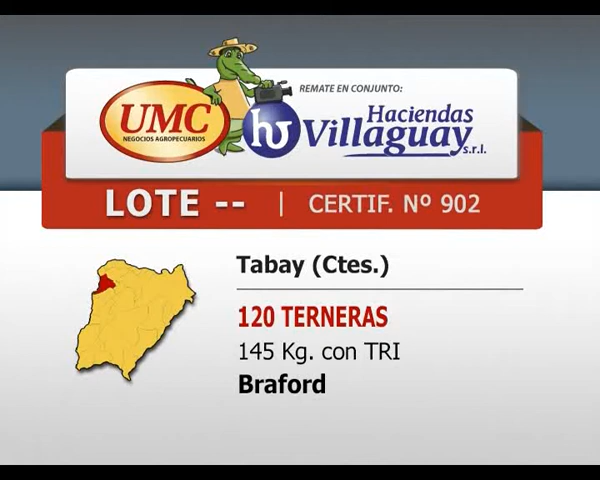 REMATE EN CONJUNTO:
UMC
NEGOCIOS AGROPECUARIOS
hv
Haciendas
Villaguay
s.r.l.
LOTE -- | CERTIF. Nº 902
Tabay (Ctes.)
120 TERNERAS
145 Kg. con TRI
Braford